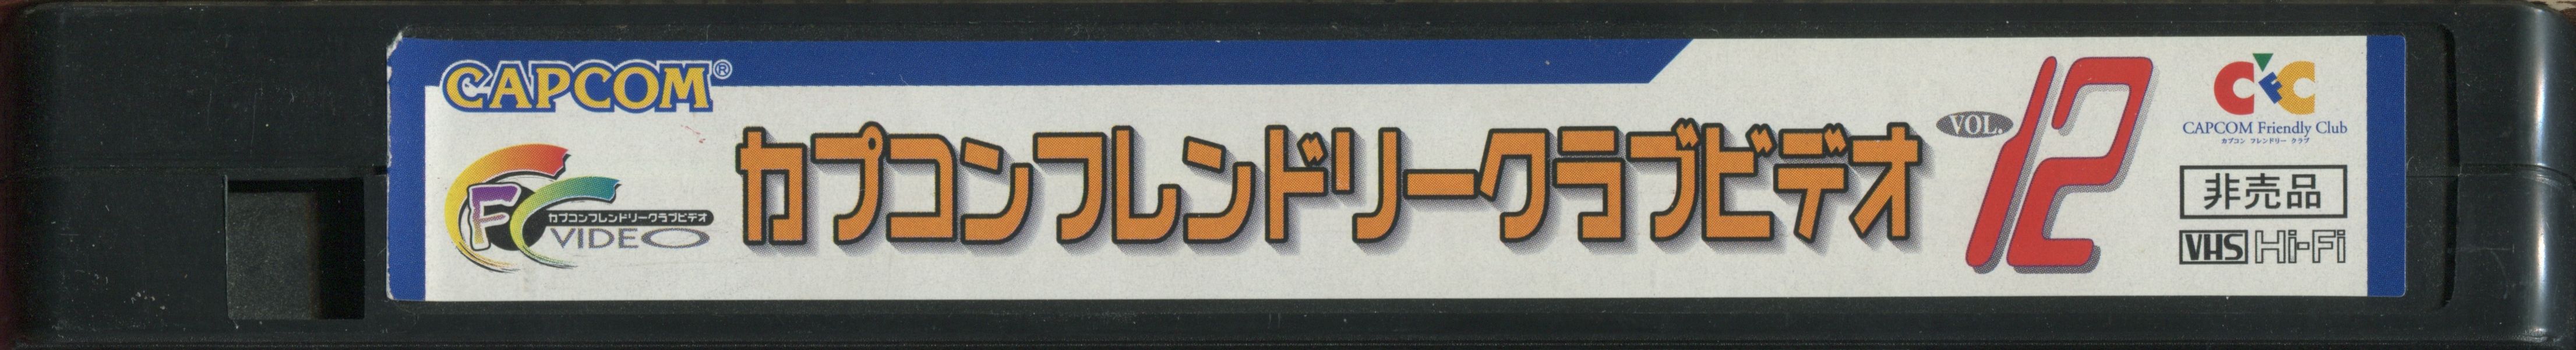 CAPCOM®
CFC
カプコンフレンドリークラブビデオ
VIDEO
カプコンフレンドリークラブビデオ
VOL. 12
CFC
CAPCOM Friendly Club
カプコン フレンドリー クラブ
非売品
VHS Hi-Fi